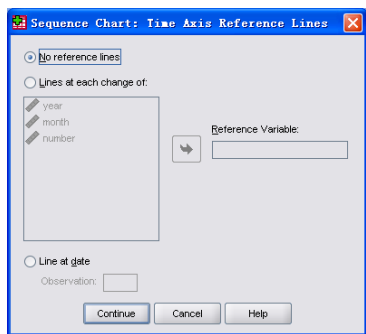 Sequence Chart: Time Axis Reference Lines
No reference lines
Lines at each change of:
year
month
number
Reference Variable:
Line at date
Observation:
Continue Cancel Help